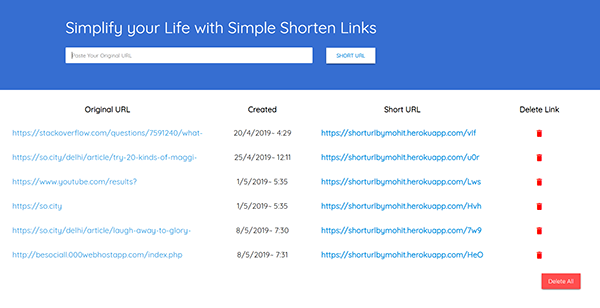 Simplify your Life with Simple Shorten Links
Paste Your Original URL SHORT URL
Original URL Created Short URL Delete Link
https://stackoverflow.com/questions/7591240/what- 20/4/2019- 4:29 https://shorturlbymohit.herokuapp.com/vIf
https://so.city/delhi/article/try-20-kinds-of-maggi- 25/4/2019- 12:11 https://shorturlbymohit.herokuapp.com/u0r
https://www.youtube.com/results? 1/5/2019- 5:35 https://shorturlbymohit.herokuapp.com/Lws
https://so.city 1/5/2019- 5:35 https://shorturlbymohit.herokuapp.com/Hvh
https://so.city/delhi/article/laugh-away-to-glory- 8/5/2019- 7:30 https://shorturlbymohit.herokuapp.com/7w9
http://besociall.000webhostapp.com/index.php 8/5/2019- 7:31 https://shorturlbymohit.herokuapp.com/HeO
Delete All